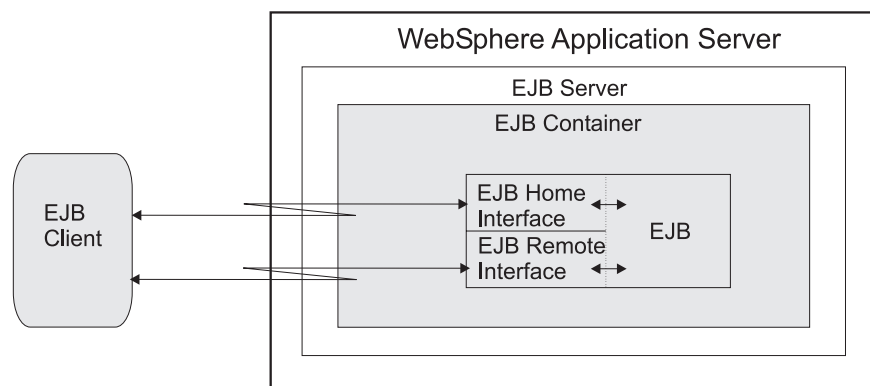 WebSphere Application Server
EJB Server
EJB Container
EJB
Client
EJB Home
Interface
EJB Remote
Interface
EJB